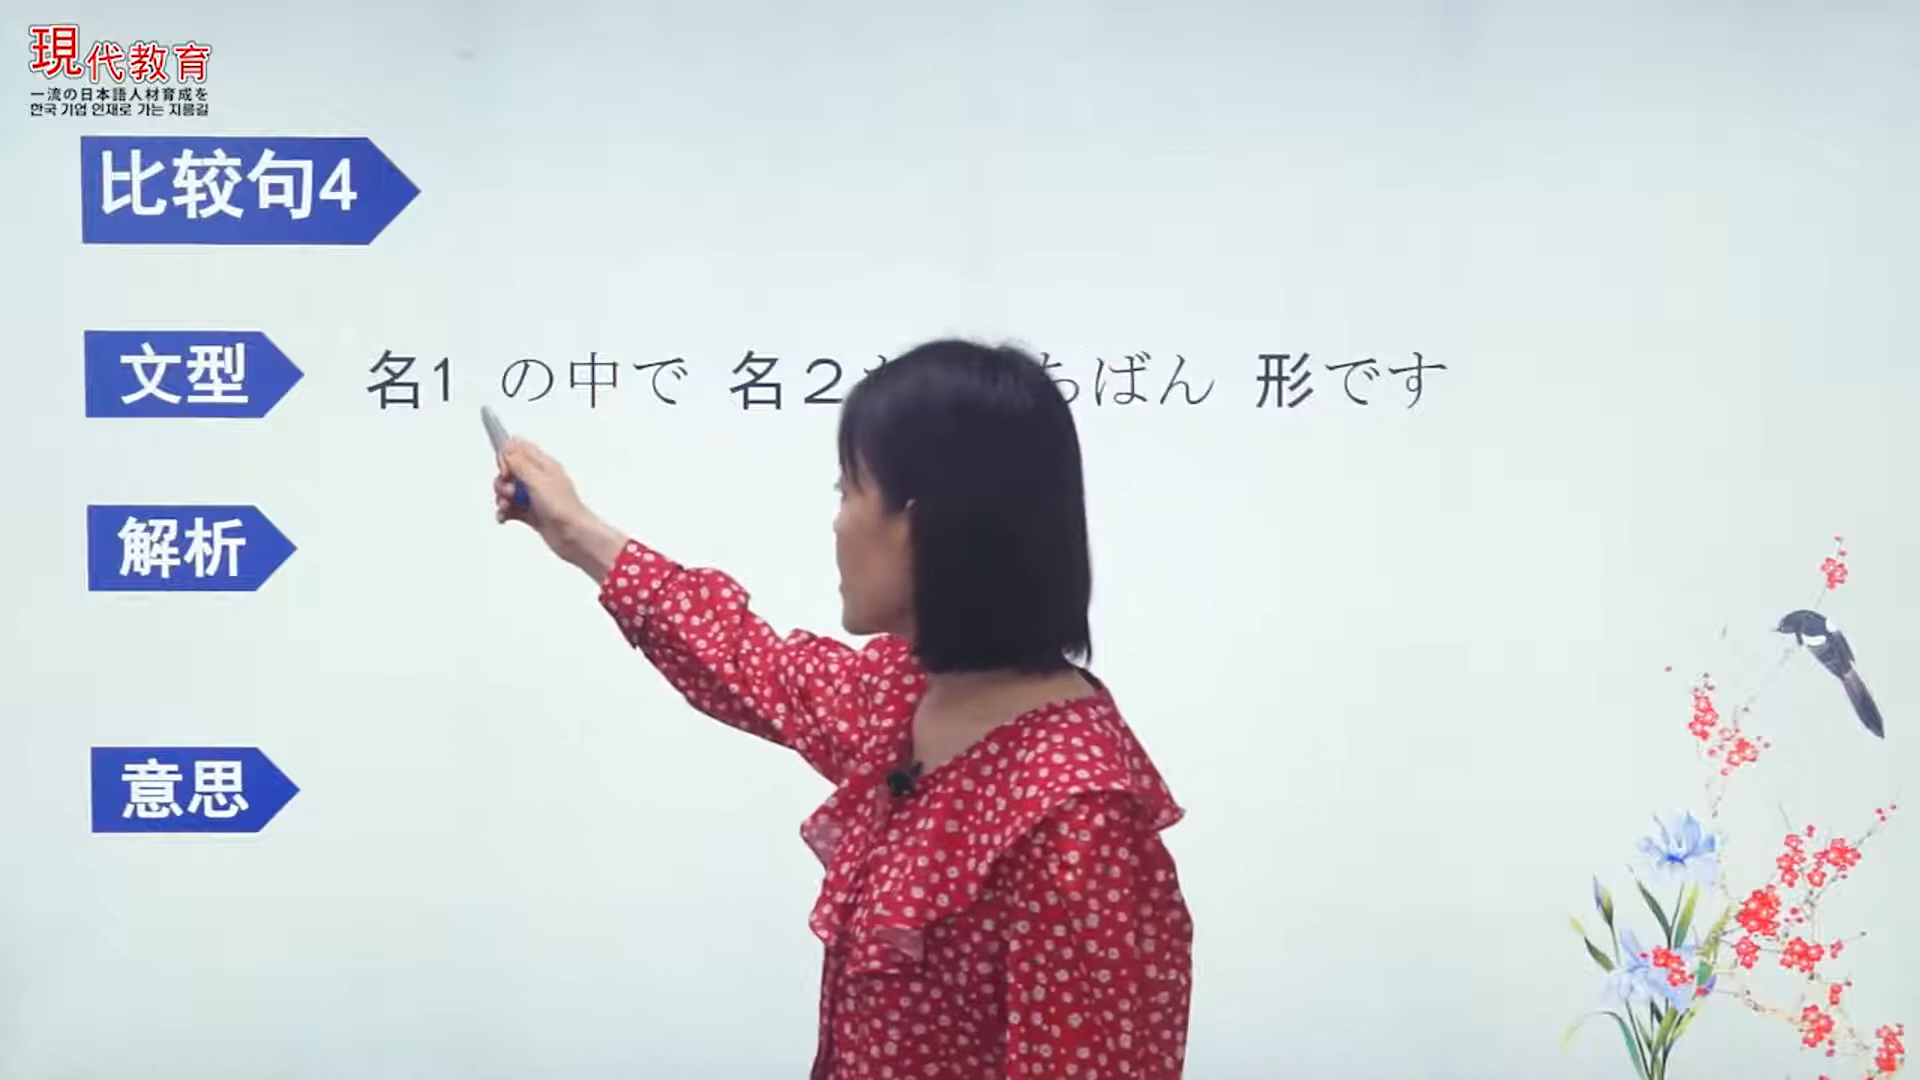 現代教育
一流の日本語人材育成を
한국 기업 인재로 가는 지름길
比较句4
文型
名1 の中で 名2 ちばん 形です
解析
意思